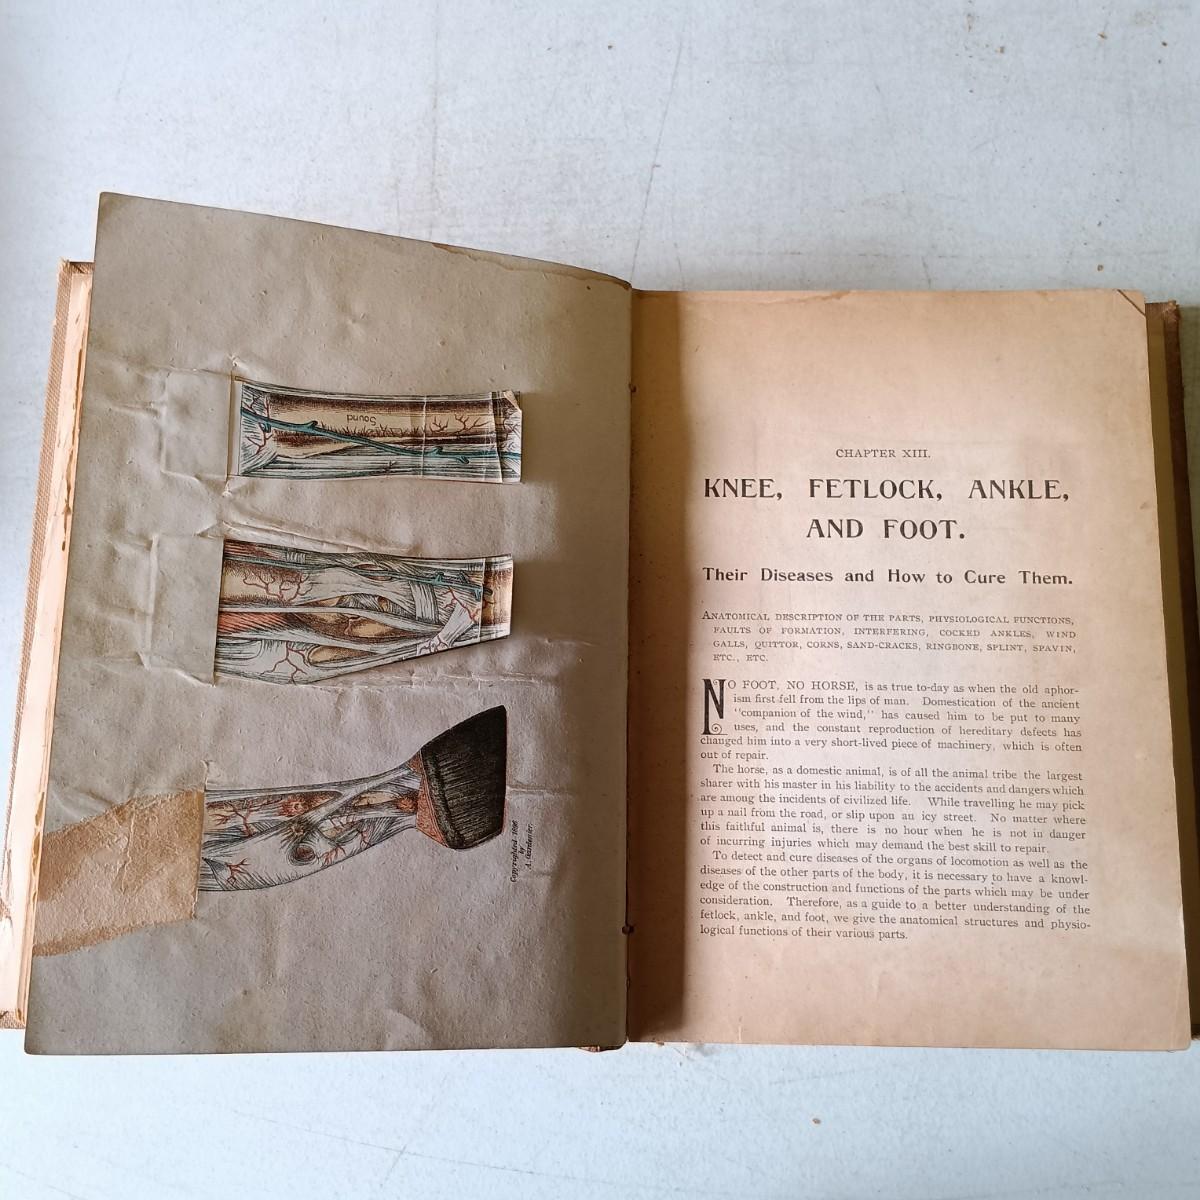 Sound
Copyrighted 1896
by
CHAPTER XIII.
KNEE, FETLOCK, ANKLE,
AND FOOT.
Their Diseases and How to Cure Them.
ANATOMICAL DESCRIPTION OF THE PARTS, PHYSIOLOGICAL FUNCTIONS,
FAULTS OF FORMATION, INTERFERING, COCKED ANKLES, WIND
GALLS, QUITTOR, CORNS, SAND-CRACKS, RINGBONE, SPLINT, SPAVIN,
ETC., ETC.
NO FOOT, NO HORSE, is as true to-day as when the old aphor-
ism first fell from the lips of man. Domestication of the ancient
"companion of the wind," has caused him to be put to many
uses, and the constant reproduction of hereditary defects has
changed him into a very short-lived piece of machinery, which is often
out of repair.
The horse, as a domestic animal, is of all the animal tribe the largest
sharer with his master in his liability to the accidents and dangers which
are among the incidents of civilized life. While travelling he may pick
up a nail from the road, or slip upon an icy street. No matter where
this faithful animal is, there is no hour when he is not in danger
of incurring injuries which may demand the best skill to repair.
To detect and cure diseases of the organs of locomotion as well as the
diseases of the other parts of the body, it is necessary to have a knowl-
edge of the construction and functions of the parts which may be under
consideration. Therefore, as a guide to a better understanding of the
fetlock, ankle, and foot, we give the anatomical structures and physio-
logical functions of their various parts.